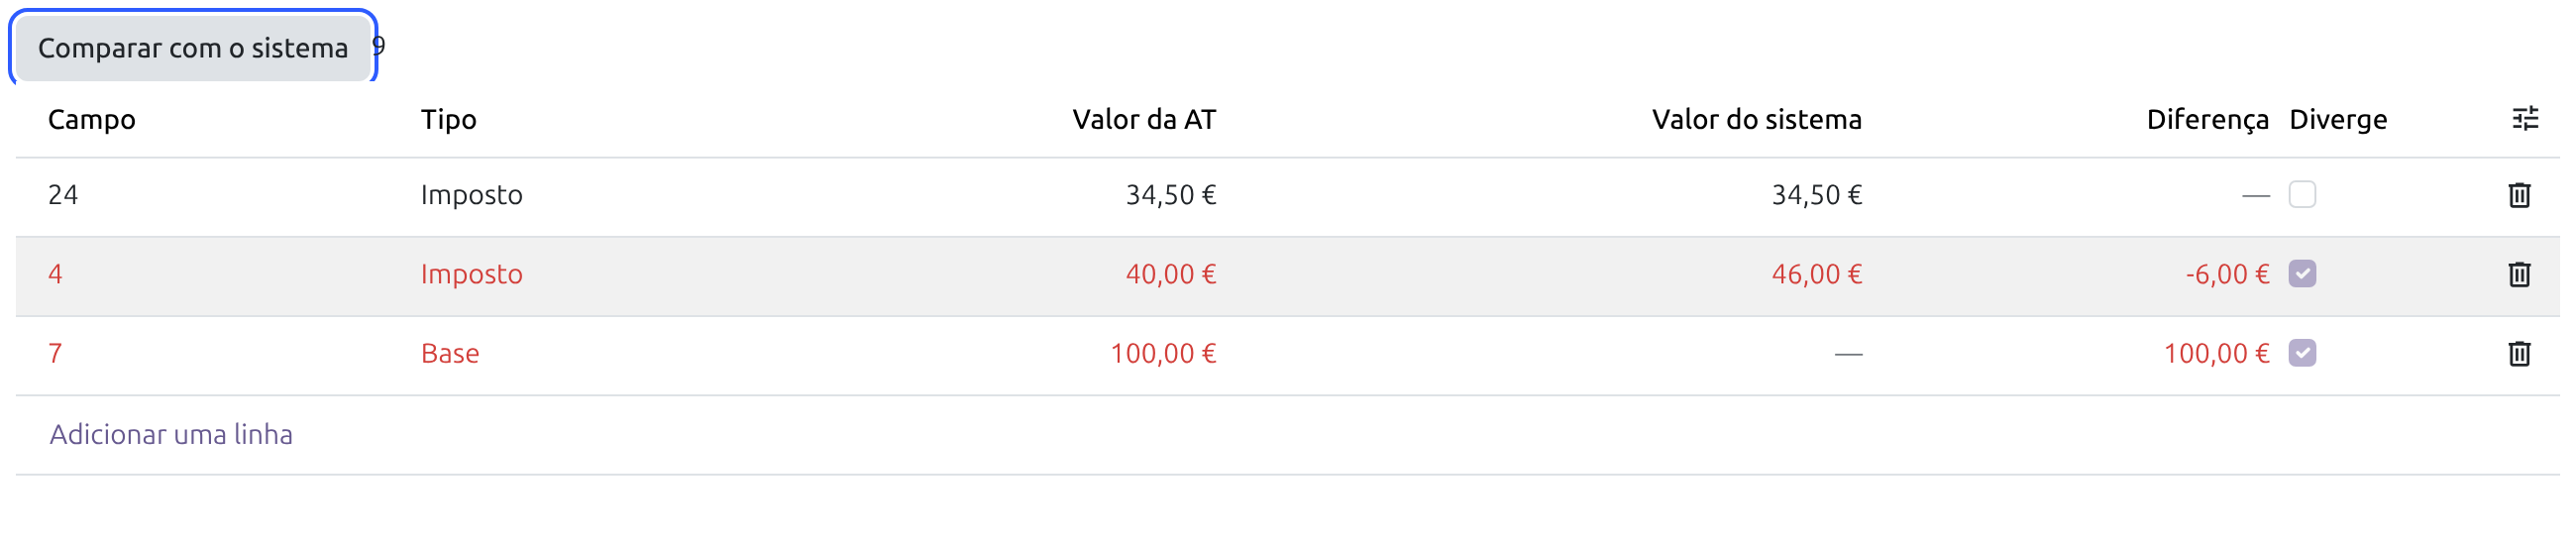 Comparar com o sistema 9
Campo Tipo Valor da AT Valor do sistema Diferença Diverge
24 Imposto 34,50 € 34,50 € —
4 Imposto 40,00 € 46,00 € -6,00 €
7 Base 100,00 € — 100,00 €
Adicionar uma linha